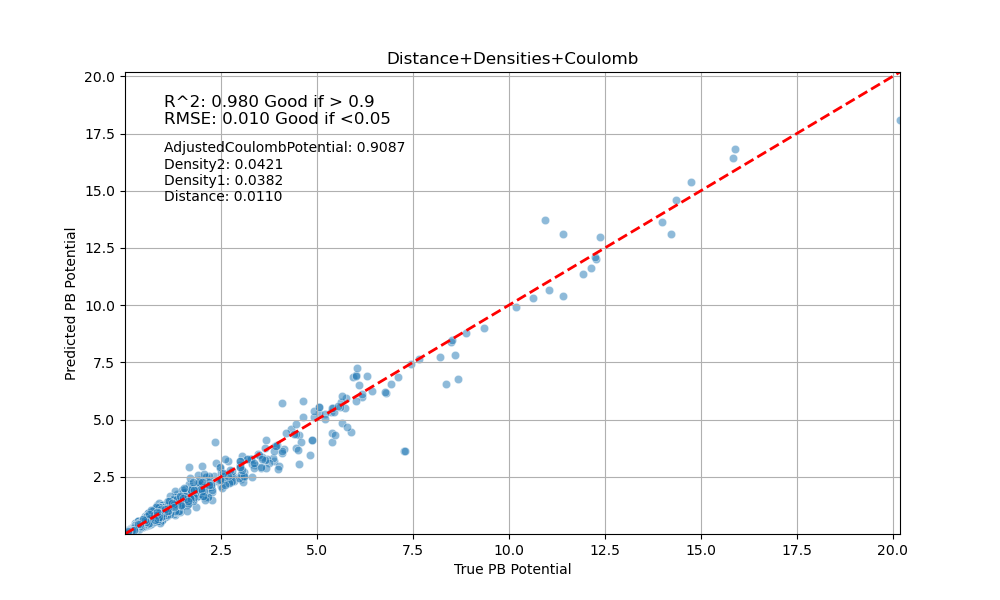 Distance+Densities+Coulomb
R^2: 0.980 Good if > 0.9
RMSE: 0.010 Good if <0.05
AdjustedCoulombPotential: 0.9087
Density2: 0.0421
Density1: 0.0382
Distance: 0.0110
Predicted PB Potential
20.0
17.5
15.0
12.5
10.0
7.5
5.0
2.5
2.5 5.0 7.5 10.0 12.5 15.0 17.5 20.0
True PB Potential